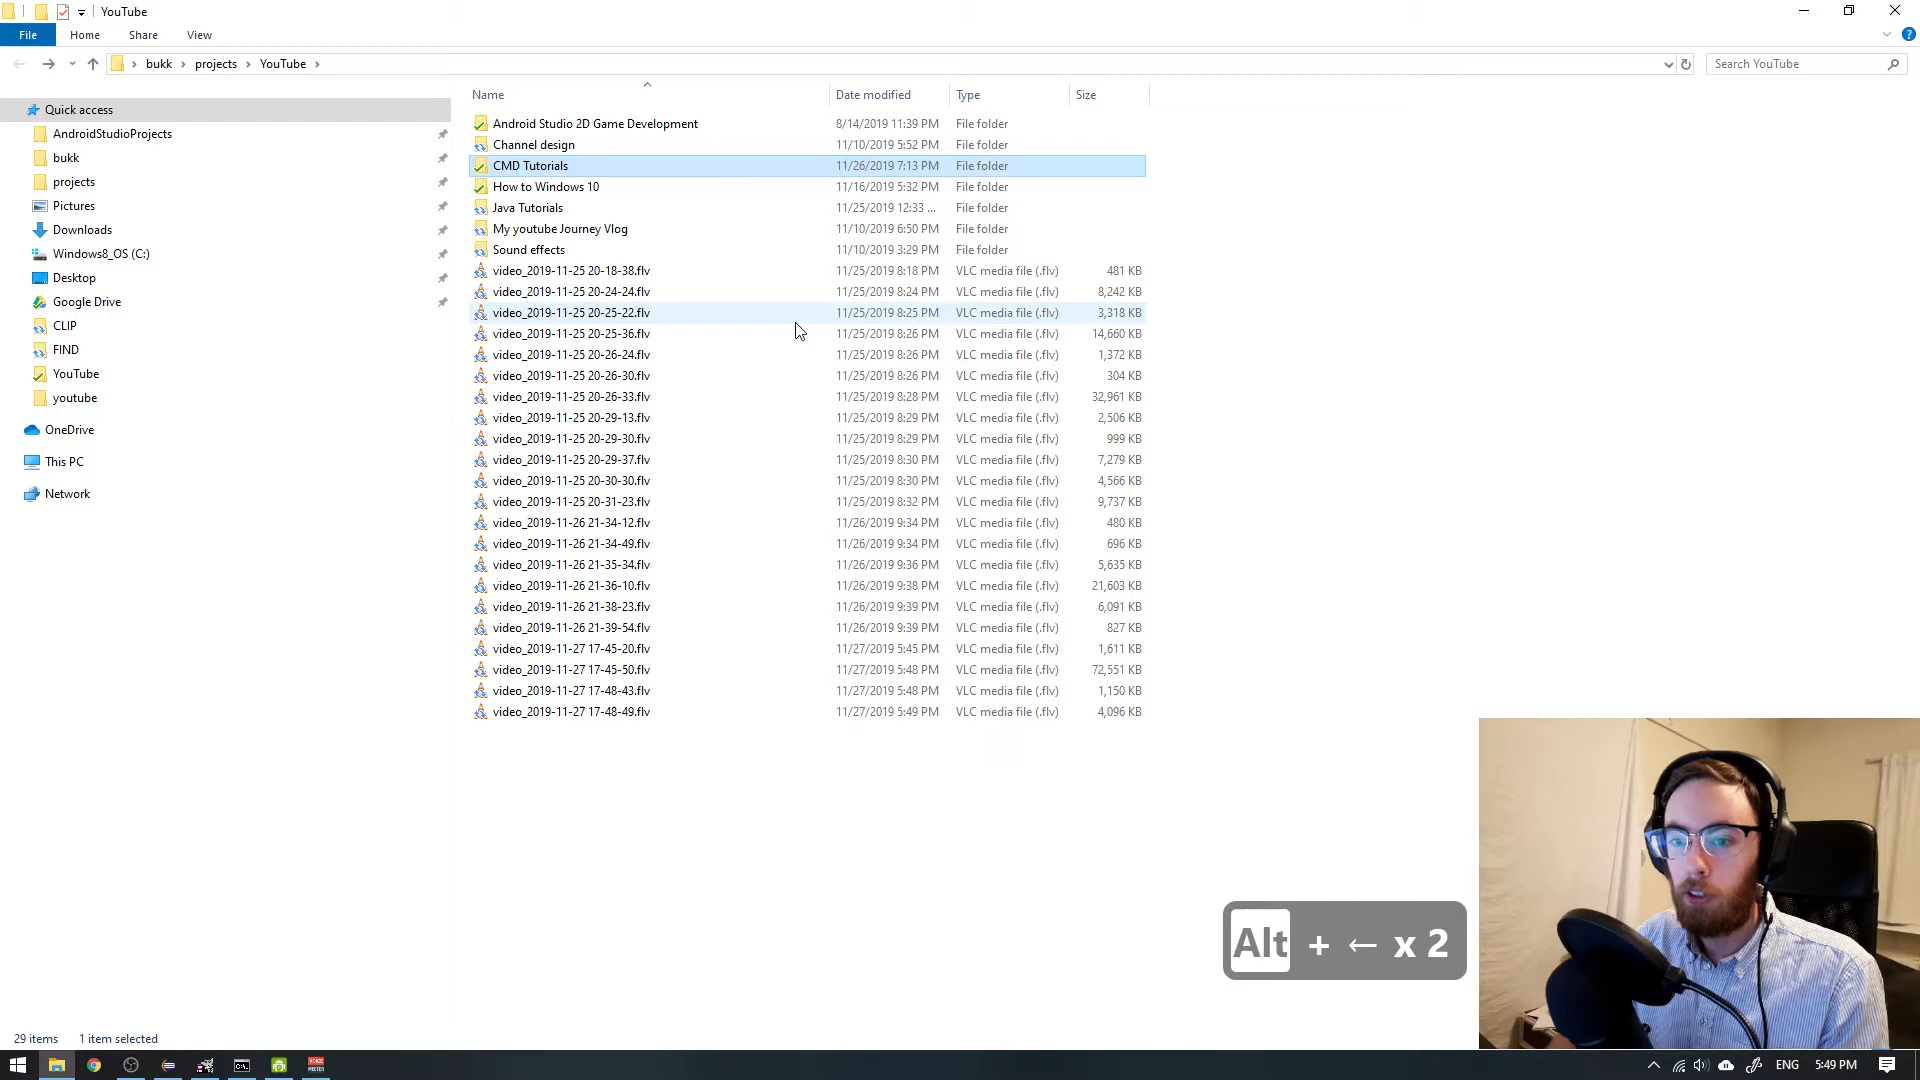 YouTube
File Home Share View
bukk projects YouTube
Search YouTube
Name Date modified Type Size
Quick access
AndroidStudioProjects
bukk
projects
Pictures
Downloads
Windows8_OS (C:)
Desktop
Google Drive
CLIP
FIND
YouTube
youtube
OneDrive
This PC
Network
Android Studio 2D Game Development 8/14/2019 11:39 PM File folder
Channel design 11/10/2019 5:52 PM File folder
CMD Tutorials 11/26/2019 7:13 PM File folder
How to Windows 10 11/16/2019 5:32 PM File folder
Java Tutorials 11/25/2019 12:33 ... File folder
My youtube Journey Vlog 11/10/2019 6:50 PM File folder
Sound effects 11/10/2019 3:29 PM File folder
video_2019-11-25 20-18-38.flv 11/25/2019 8:18 PM VLC media file (.flv) 481 KB
video_2019-11-25 20-24-24.flv 11/25/2019 8:24 PM VLC media file (.flv) 8,242 KB
video_2019-11-25 20-25-22.flv 11/25/2019 8:25 PM VLC media file (.flv) 3,318 KB
video_2019-11-25 20-25-36.flv 11/25/2019 8:26 PM VLC media file (.flv) 14,660 KB
video_2019-11-25 20-26-24.flv 11/25/2019 8:26 PM VLC media file (.flv) 1,372 KB
video_2019-11-25 20-26-30.flv 11/25/2019 8:26 PM VLC media file (.flv) 304 KB
video_2019-11-25 20-26-33.flv 11/25/2019 8:28 PM VLC media file (.flv) 32,961 KB
video_2019-11-25 20-29-13.flv 11/25/2019 8:29 PM VLC media file (.flv) 2,506 KB
video_2019-11-25 20-29-30.flv 11/25/2019 8:29 PM VLC media file (.flv) 999 KB
video_2019-11-25 20-29-37.flv 11/25/2019 8:30 PM VLC media file (.flv) 7,279 KB
video_2019-11-25 20-30-30.flv 11/25/2019 8:30 PM VLC media file (.flv) 4,566 KB
video_2019-11-25 20-31-23.flv 11/25/2019 8:32 PM VLC media file (.flv) 9,737 KB
video_2019-11-26 21-34-12.flv 11/26/2019 9:34 PM VLC media file (.flv) 480 KB
video_2019-11-26 21-34-49.flv 11/26/2019 9:34 PM VLC media file (.flv) 696 KB
video_2019-11-26 21-35-34.flv 11/26/2019 9:36 PM VLC media file (.flv) 5,635 KB
video_2019-11-26 21-36-10.flv 11/26/2019 9:38 PM VLC media file (.flv) 21,603 KB
video_2019-11-26 21-38-23.flv 11/26/2019 9:39 PM VLC media file (.flv) 6,091 KB
video_2019-11-26 21-39-54.flv 11/26/2019 9:39 PM VLC media file (.flv) 827 KB
video_2019-11-27 17-45-20.flv 11/27/2019 5:45 PM VLC media file (.flv) 1,611 KB
video_2019-11-27 17-45-50.flv 11/27/2019 5:48 PM VLC media file (.flv) 72,551 KB
video_2019-11-27 17-48-43.flv 11/27/2019 5:48 PM VLC media file (.flv) 1,150 KB
video_2019-11-27 17-48-49.flv 11/27/2019 5:49 PM VLC media file (.flv) 4,096 KB
Alt + ← x 2
29 items 1 item selected
ENG 5:49 PM